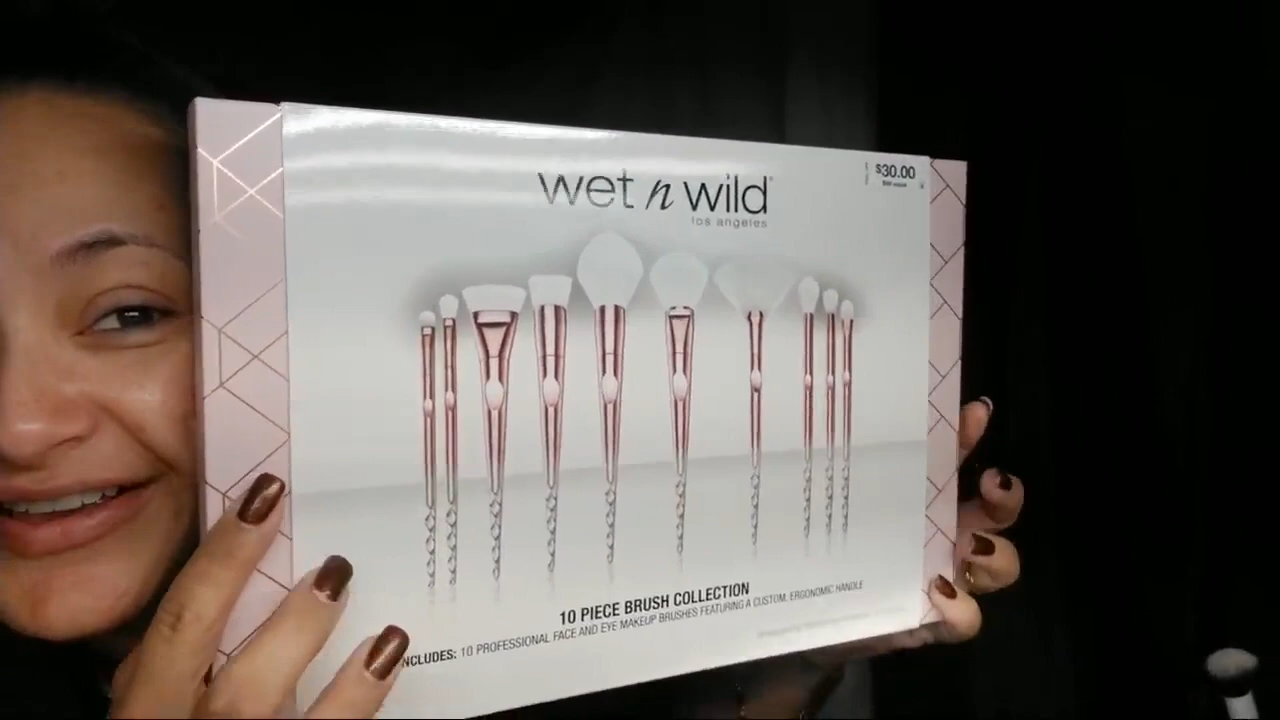 $30.00
wet n wild
los angeles
10 PIECE BRUSH COLLECTION
INCLUDES: 10 PROFESSIONAL FACE AND EYE MAKEUP BRUSHES FEATURING A CUSTOM, ERGONOMIC HANDLE